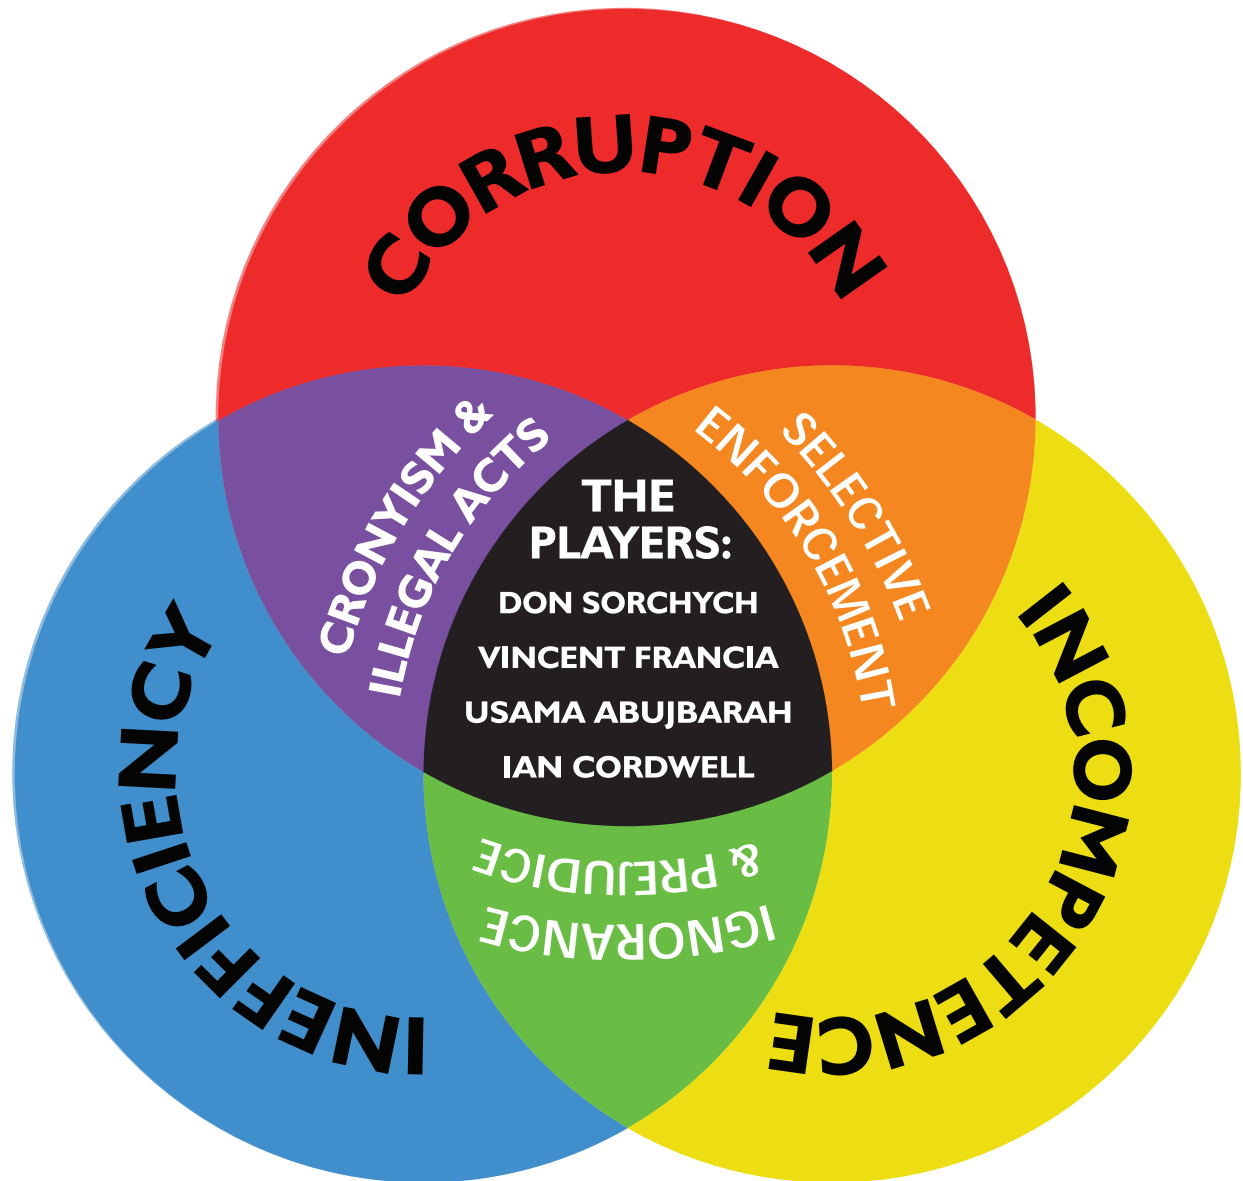 CORRUPTION
CRONYISM &
ILLEGAL ACTS
SELECTIVE
ENFORCEMENT
THE
PLAYERS:
DON SORCHYCH
VINCENT FRANCIA
USAMA ABUJBARAH
IAN CORDWELL
INEFFICIENCY
INCOMPETENCE
IGNORANCE
& PREJUDICE